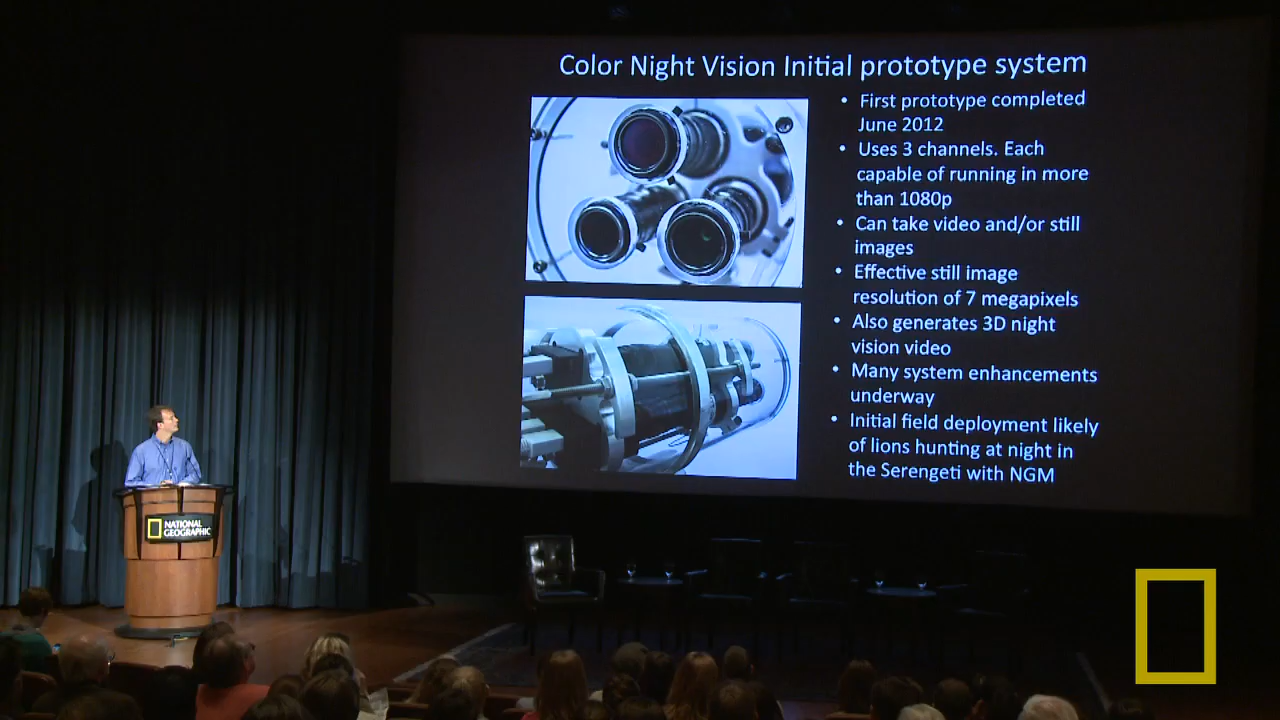 Color Night Vision Initial prototype system
• First prototype completed
June 2012
• Uses 3 channels. Each
capable of running in more
than 1080p
• Can take video and/or still
images
• Effective still image
resolution of 7 megapixels
• Also generates 3D night
vision video
• Many system enhancements
underway
• Initial field deployment likely
of lions hunting at night in
the Serengeti with NGM
NATIONAL
GEOGRAPHIC